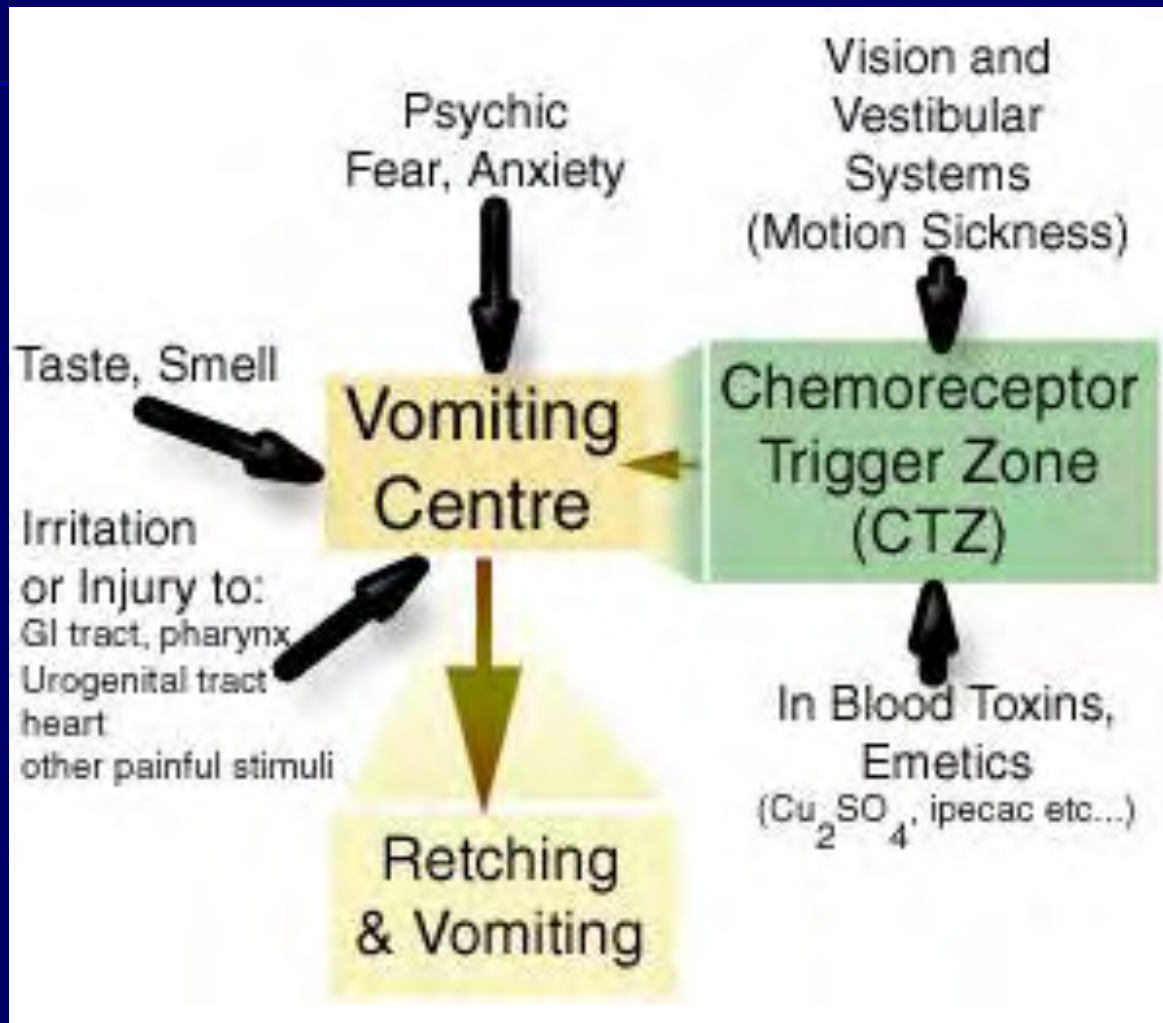 Psychic
Fear, Anxiety
Vision and
Vestibular
Systems
(Motion Sickness)
Taste, Smell
Vomiting
Centre
Chemoreceptor
Trigger Zone
(CTZ)
Irritation
or Injury to:
GI tract, pharynx
Urogenital tract
heart
other painful stimuli
In Blood Toxins,
Emetics
(Cu₂SO₄, ipecac etc...)
Retching
& Vomiting